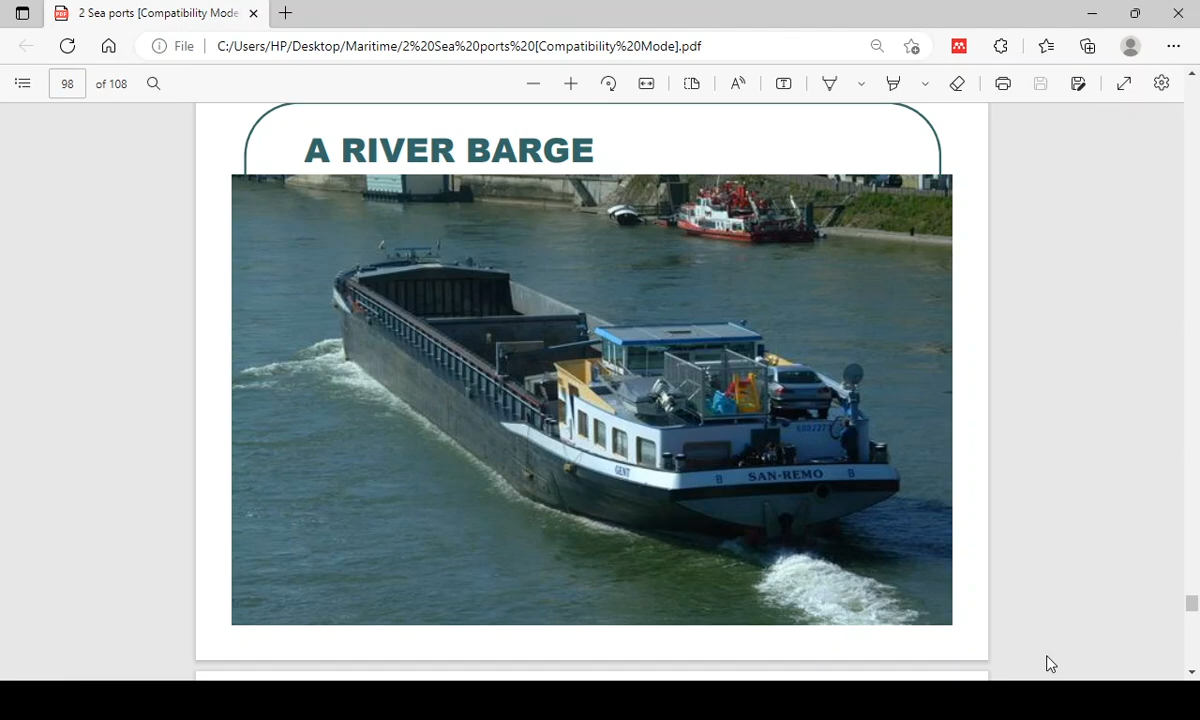 2 Sea ports [Compatibility Mode
File
C:/Users/HP/Desktop/Maritime/2%20Sea%20ports%20[Compatibility%20Mode].pdf
98
of 108
A RIVER BARGE
GENT
B SAN-REMO B